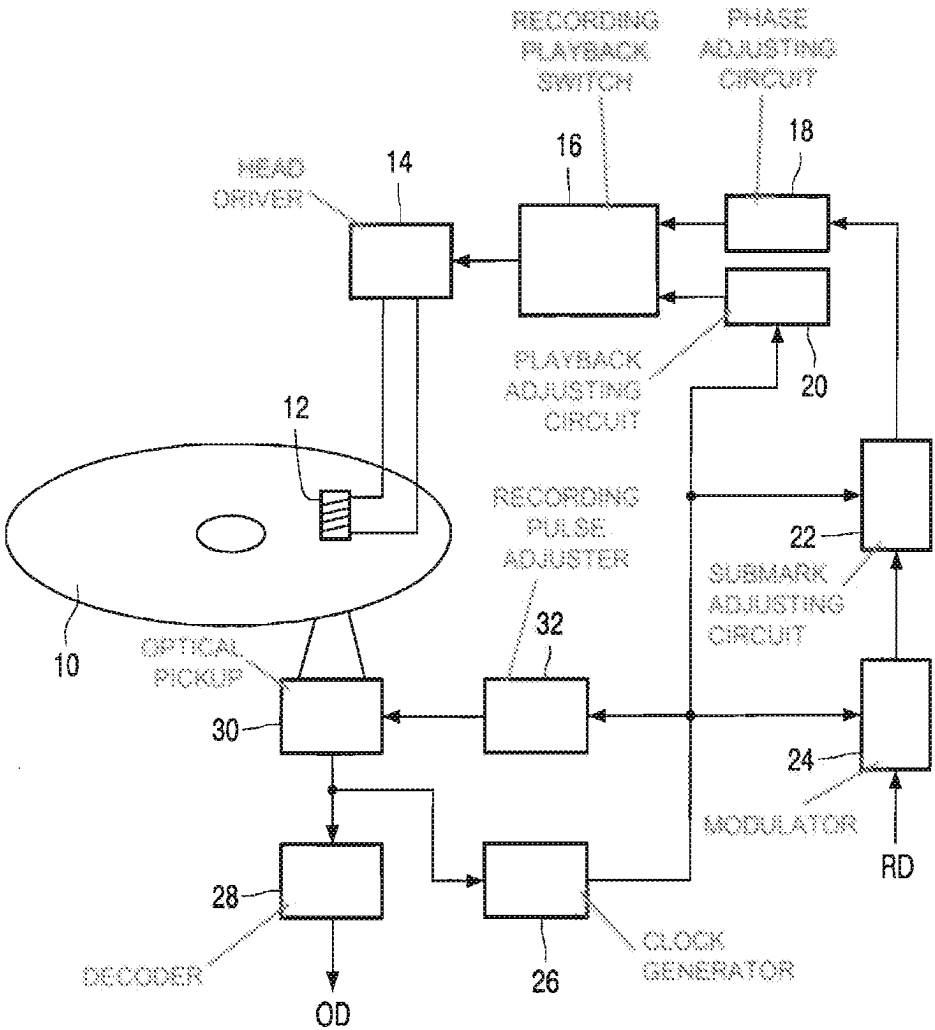 RECORDING
PLAYBACK
SWITCH
PHASE
ADJUSTING
CIRCUIT
HEAD
DRIVER
14
16
18
PLAYBACK
ADJUSTING
CIRCUIT
20
12
RECORDING
PULSE
ADJUSTER
22
SUBMARK
ADJUSTING
CIRCUIT
10
OPTICAL
PICKUP
30
32
24
MODULATOR
RD
28
DECODER
OD
26
CLOCK
GENERATOR